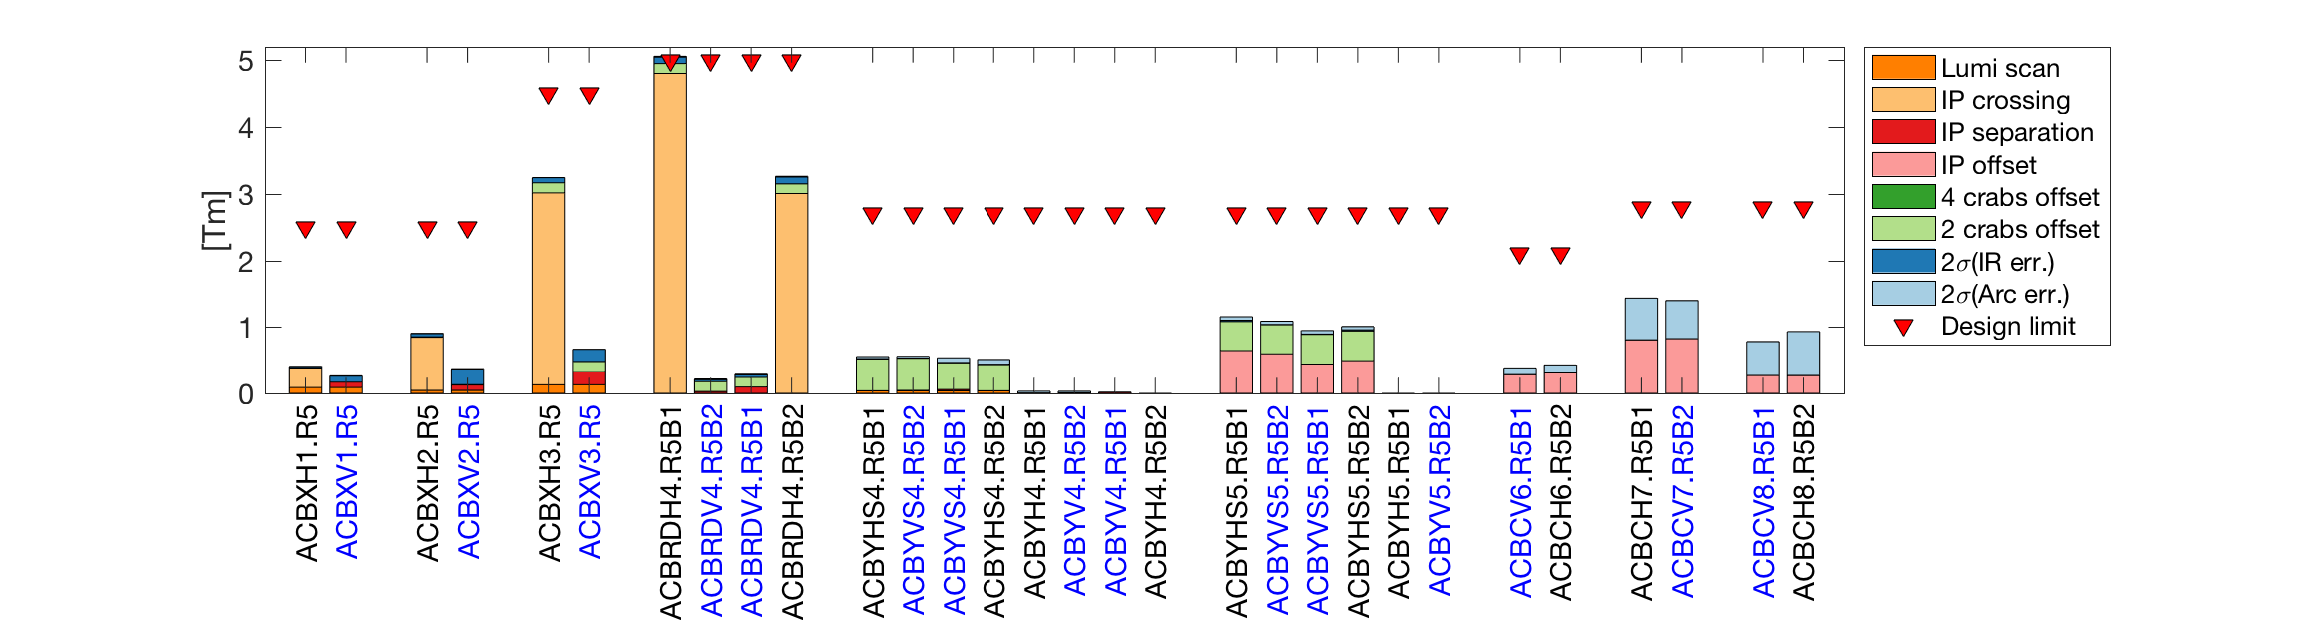 [Tm]
5
4
3
2
1
0
ACBXH1.R5
ACBXV1.R5
ACBXH2.R5
ACBXV2.R5
ACBXH3.R5
ACBXV3.R5
ACBRDH4.R5B1
ACBRDV4.R5B2
ACBRDV4.R5B1
ACBRDH4.R5B2
ACBYHS4.R5B1
ACBYVS4.R5B2
ACBYVS4.R5B1
ACBYHS4.R5B2
ACBYH4.R5B1
ACBYV4.R5B2
ACBYV4.R5B1
ACBYH4.R5B2
ACBYHS5.R5B1
ACBYVS5.R5B2
ACBYVS5.R5B1
ACBYHS5.R5B2
ACBYH5.R5B1
ACBYV5.R5B2
ACBCV6.R5B1
ACBCH6.R5B2
ACBCH7.R5B1
ACBCV7.R5B2
ACBCV8.R5B1
ACBCH8.R5B2
Lumi scan
IP crossing
IP separation
IP offset
4 crabs offset
2 crabs offset
2σ(IR err.)
2σ(Arc err.)
Design limit